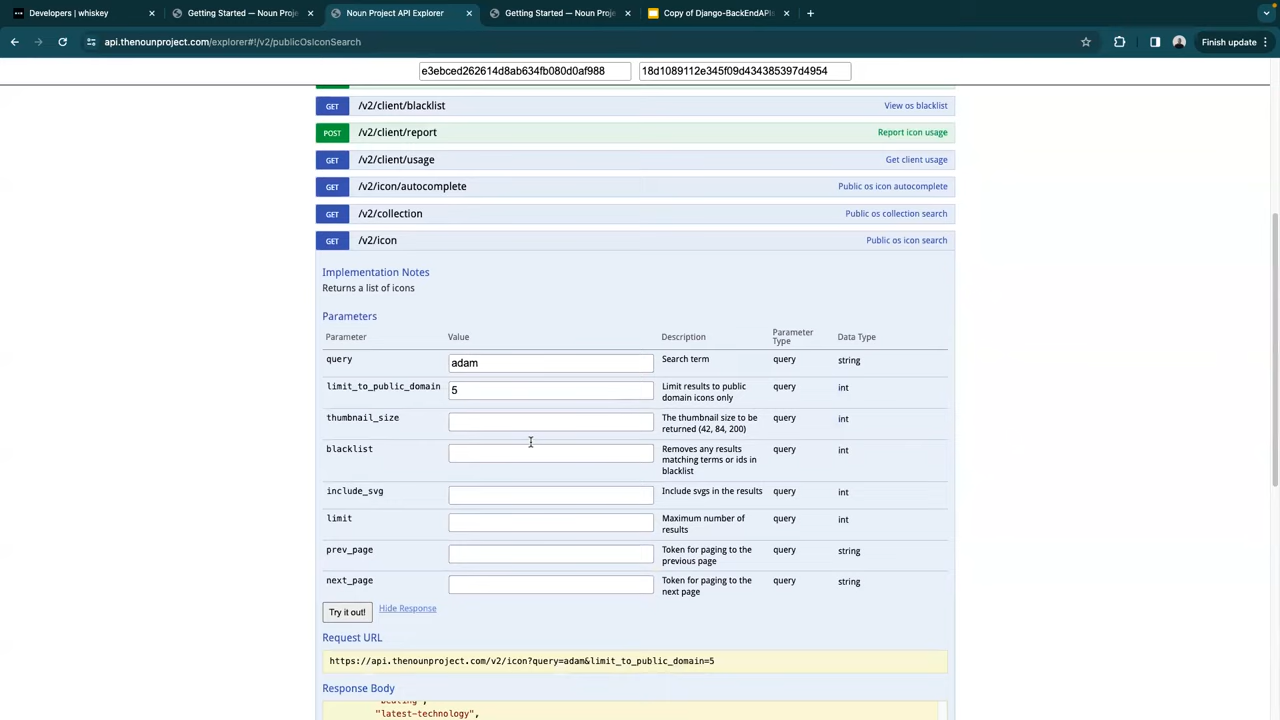 Developers | whiskey
Getting Started — Noun Proje
Noun Project API Explorer
Getting Started — Noun Proje
Copy of Django-BackEndAPIs
api.thenounproject.com/explorer#!/v2/publicOsIconSearch
Finish update
e3ebced262614d8ab634fb080d0af988
18d1089112e345f09d434385397d4954
GET /v2/client/blacklist View os blacklist
POST /v2/client/report Report icon usage
GET /v2/client/usage Get client usage
GET /v2/icon/autocomplete Public os icon autocomplete
GET /v2/collection Public os collection search
GET /v2/icon Public os icon search
Implementation Notes
Returns a list of icons
Parameters
Parameter Value Description Parameter Type Data Type
query adam Search term query string
limit_to_public_domain 5 Limit results to public domain icons only query int
thumbnail_size The thumbnail size to be returned (42, 84, 200) query int
blacklist Removes any results matching terms or ids in blacklist query int
include_svg Include svgs in the results query int
limit Maximum number of results query int
prev_page Token for paging to the previous page query string
next_page Token for paging to the next page query string
Try it out! Hide Response
Request URL
https://api.thenounproject.com/v2/icon?query=adam&limit_to_public_domain=5
Response Body
"latest-technology",